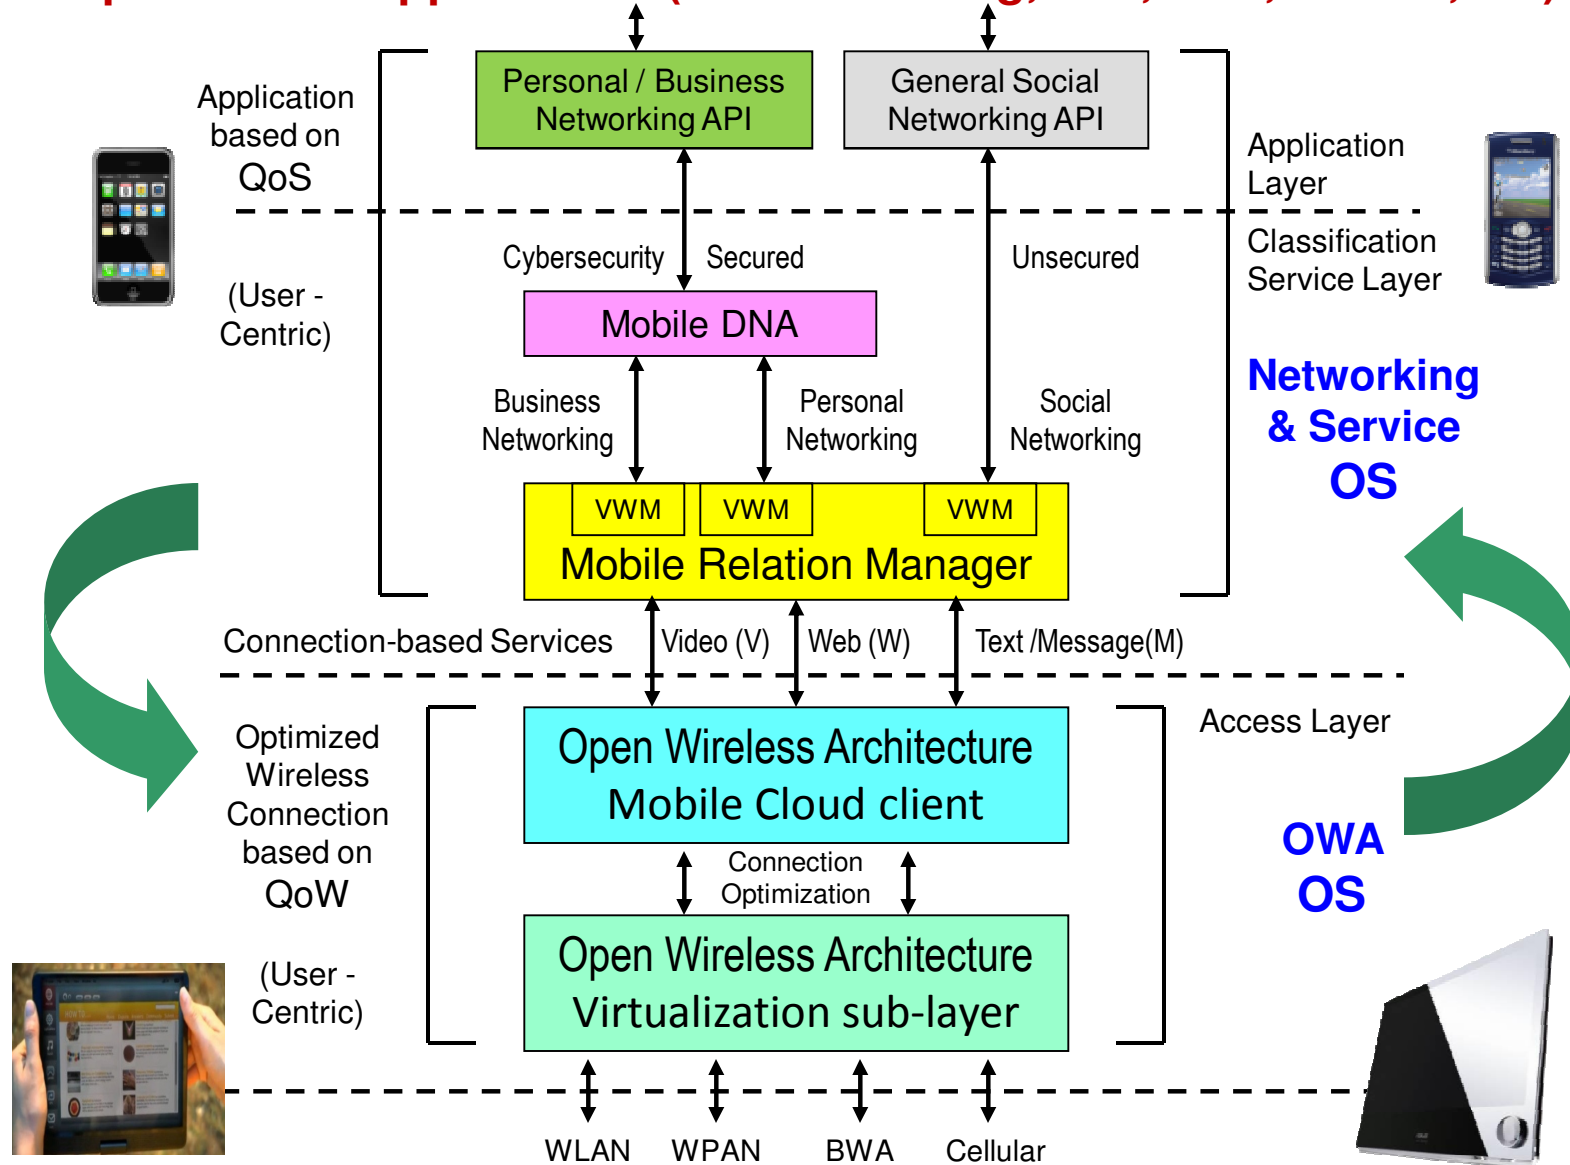 Personal / Business
Networking API
General Social
Networking API
Application
based on
QoS
Application
Layer
Classification
Service Layer
Cybersecurity
Secured
Unsecured
(User -
Centric)
Mobile DNA
Business
Networking
Personal
Networking
Social
Networking
Networking
& Service
OS
VWM
VWM
VWM
Mobile Relation Manager
Connection-based Services
Video (V)
Web (W)
Text /Message(M)
Access Layer
Optimized
Wireless
Connection
based on
QoW
Open Wireless Architecture
Mobile Cloud client
OWA
OS
Connection
Optimization
(User -
Centric)
Open Wireless Architecture
Virtualization sub-layer
WLAN
WPAN
BWA
Cellular